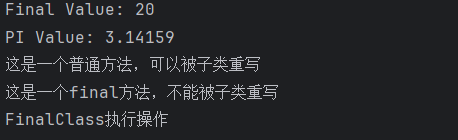 Final Value: 20
PI Value: 3.14159
这是一个普通方法，可以被子类重写
这是一个final方法，不能被子类重写
FinalClass执行操作